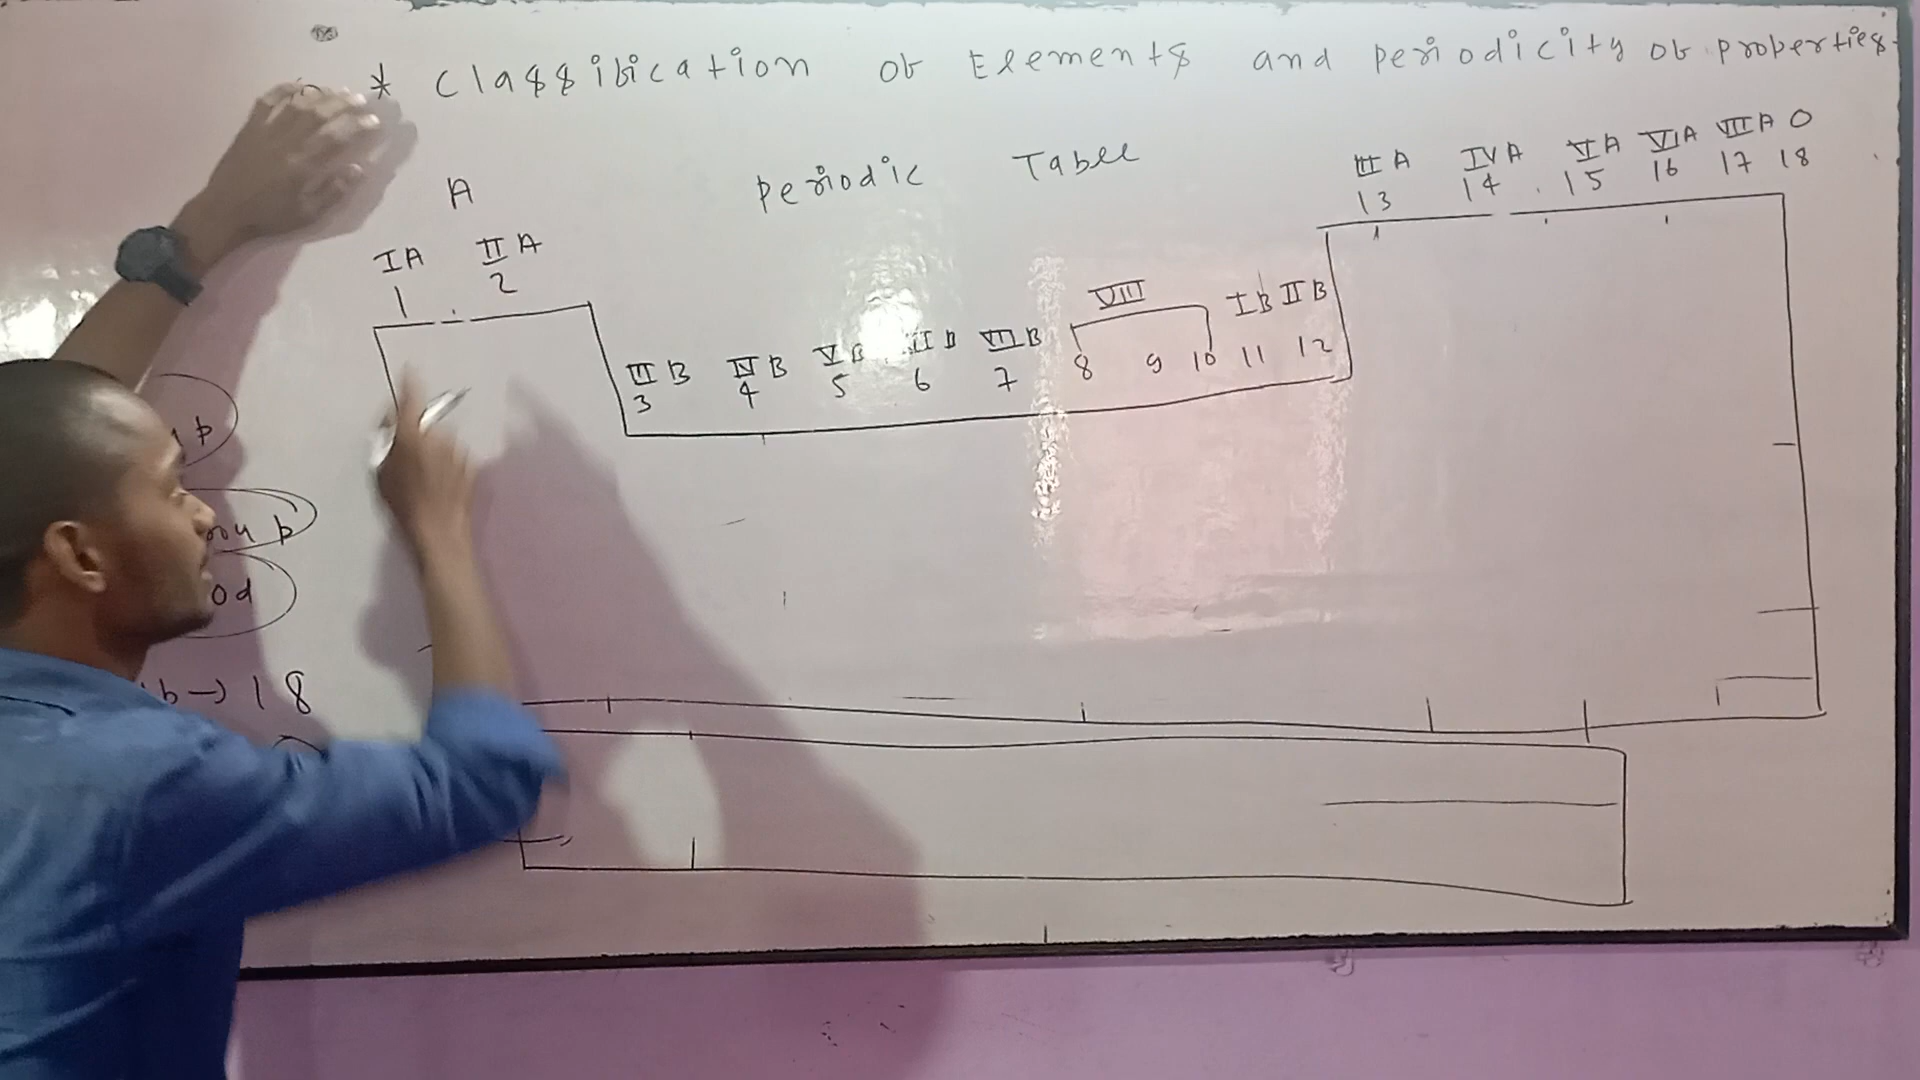 * Classification of Elements and periodicity of properties.
Periodic Table
A
IA IIA
1 2
IIIB IVB VB VIB VIIB VIII IB IIB
3 4 5 6 7 8 9 10 11 12
IIIA IVA VA VIA VIIA O
13 14 15 16 17 18
→ 18